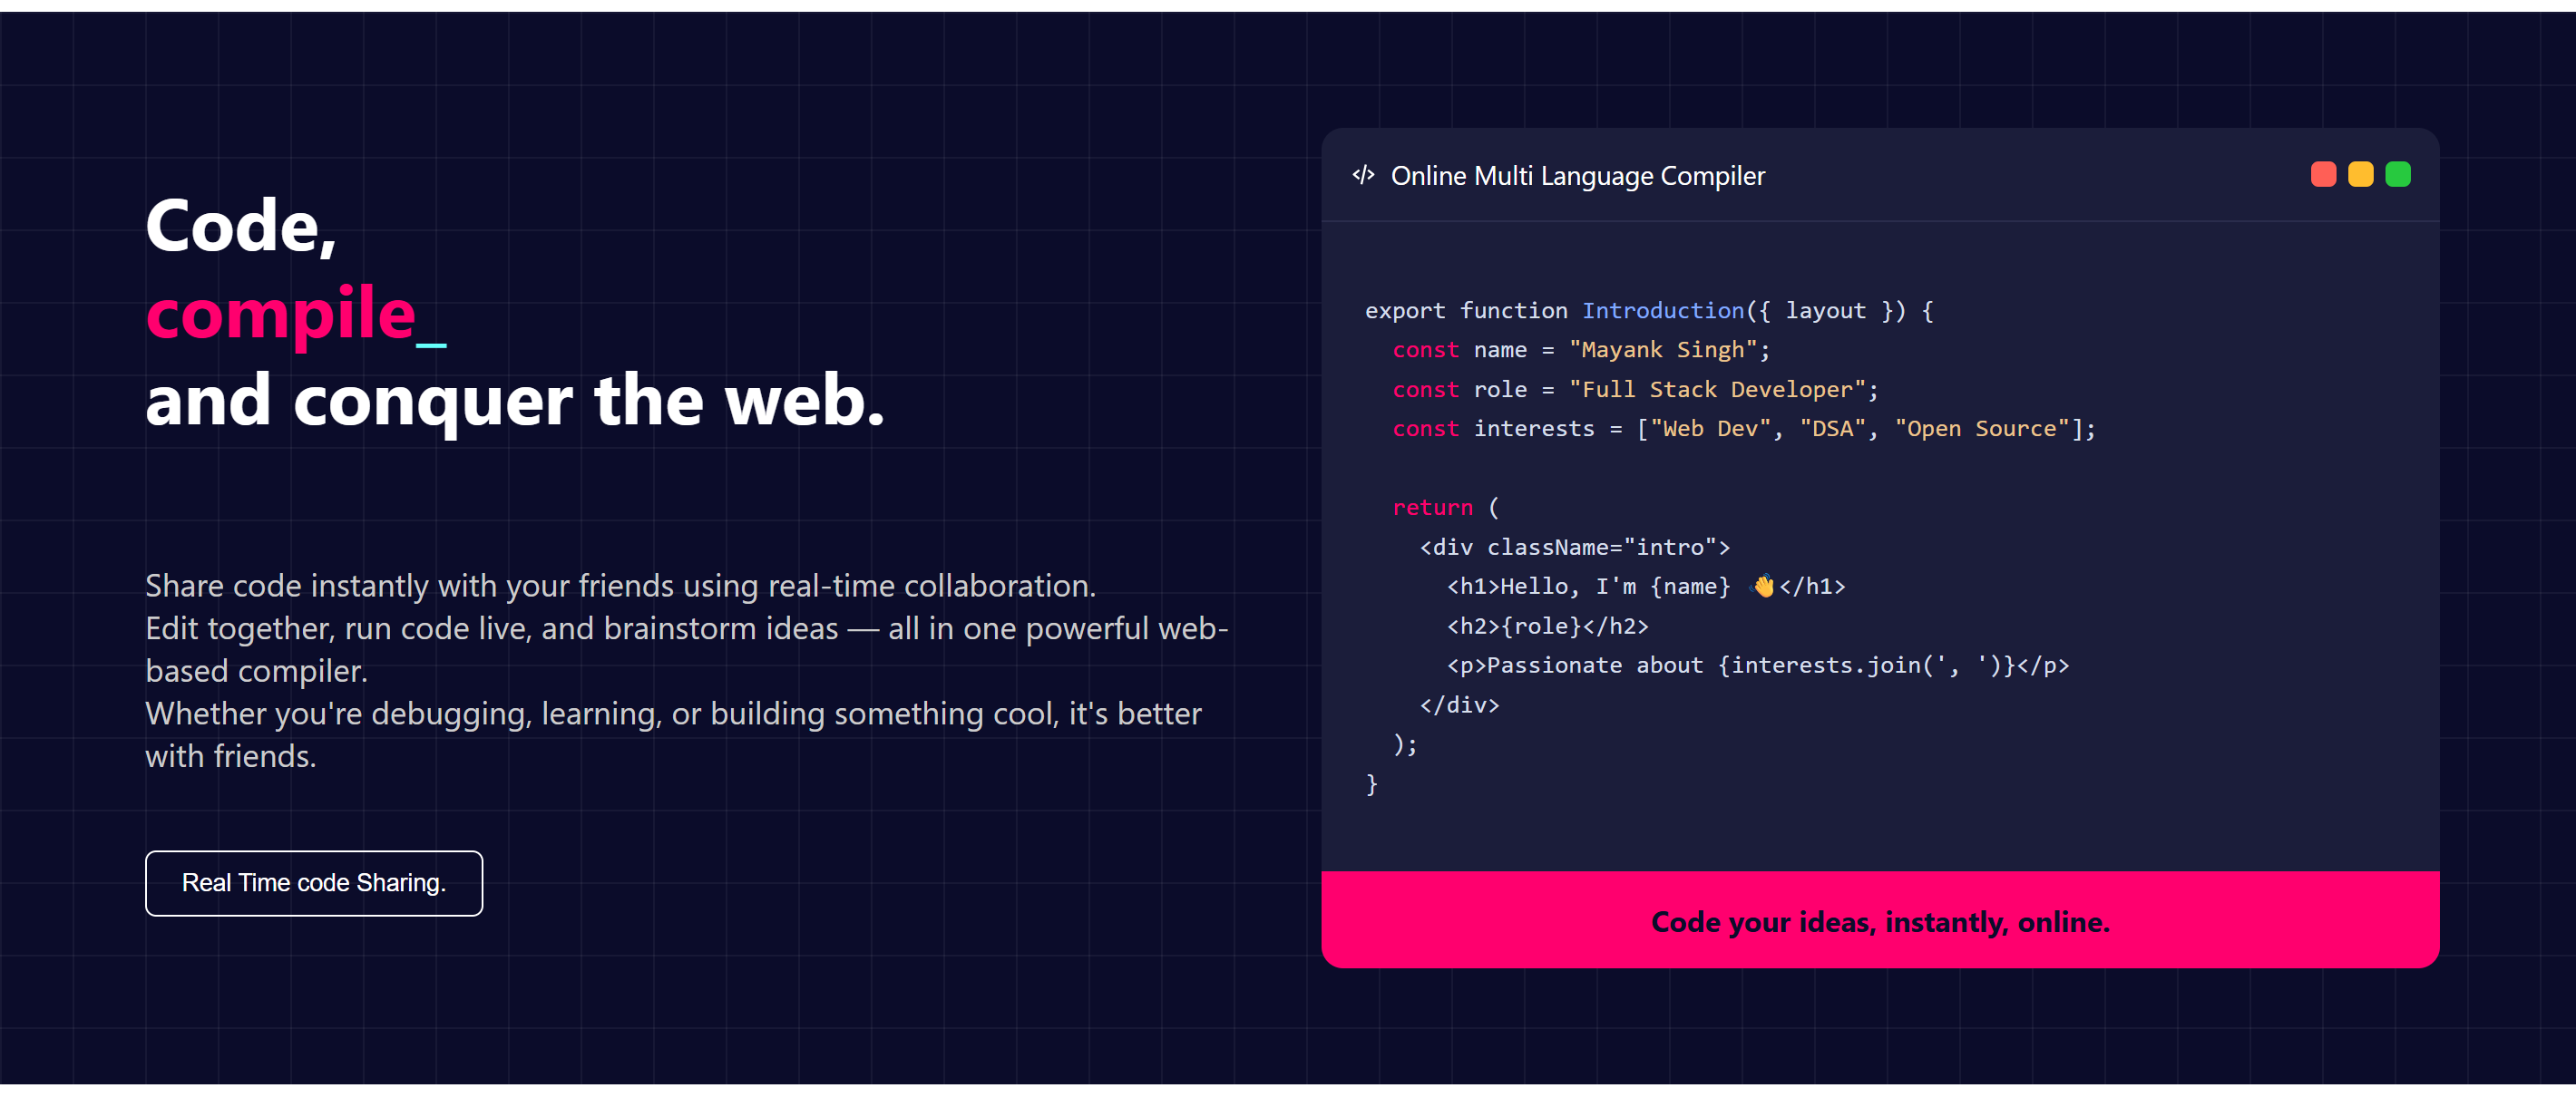 Code,
compile_
and conquer the web.
Share code instantly with your friends using real-time collaboration.
Edit together, run code live, and brainstorm ideas — all in one powerful web-
based compiler.
Whether you're debugging, learning, or building something cool, it's better
with friends.
Real Time code Sharing.
</> Online Multi Language Compiler
export function Introduction({ layout }) {
  const name = "Mayank Singh";
  const role = "Full Stack Developer";
  const interests = ["Web Dev", "DSA", "Open Source"];
  return (
    <div className="intro">
      <h1>Hello, I'm {name} 👋</h1>
      <h2>{role}</h2>
      <p>Passionate about {interests.join(', ')}</p>
    </div>
  );
}
Code your ideas, instantly, online.